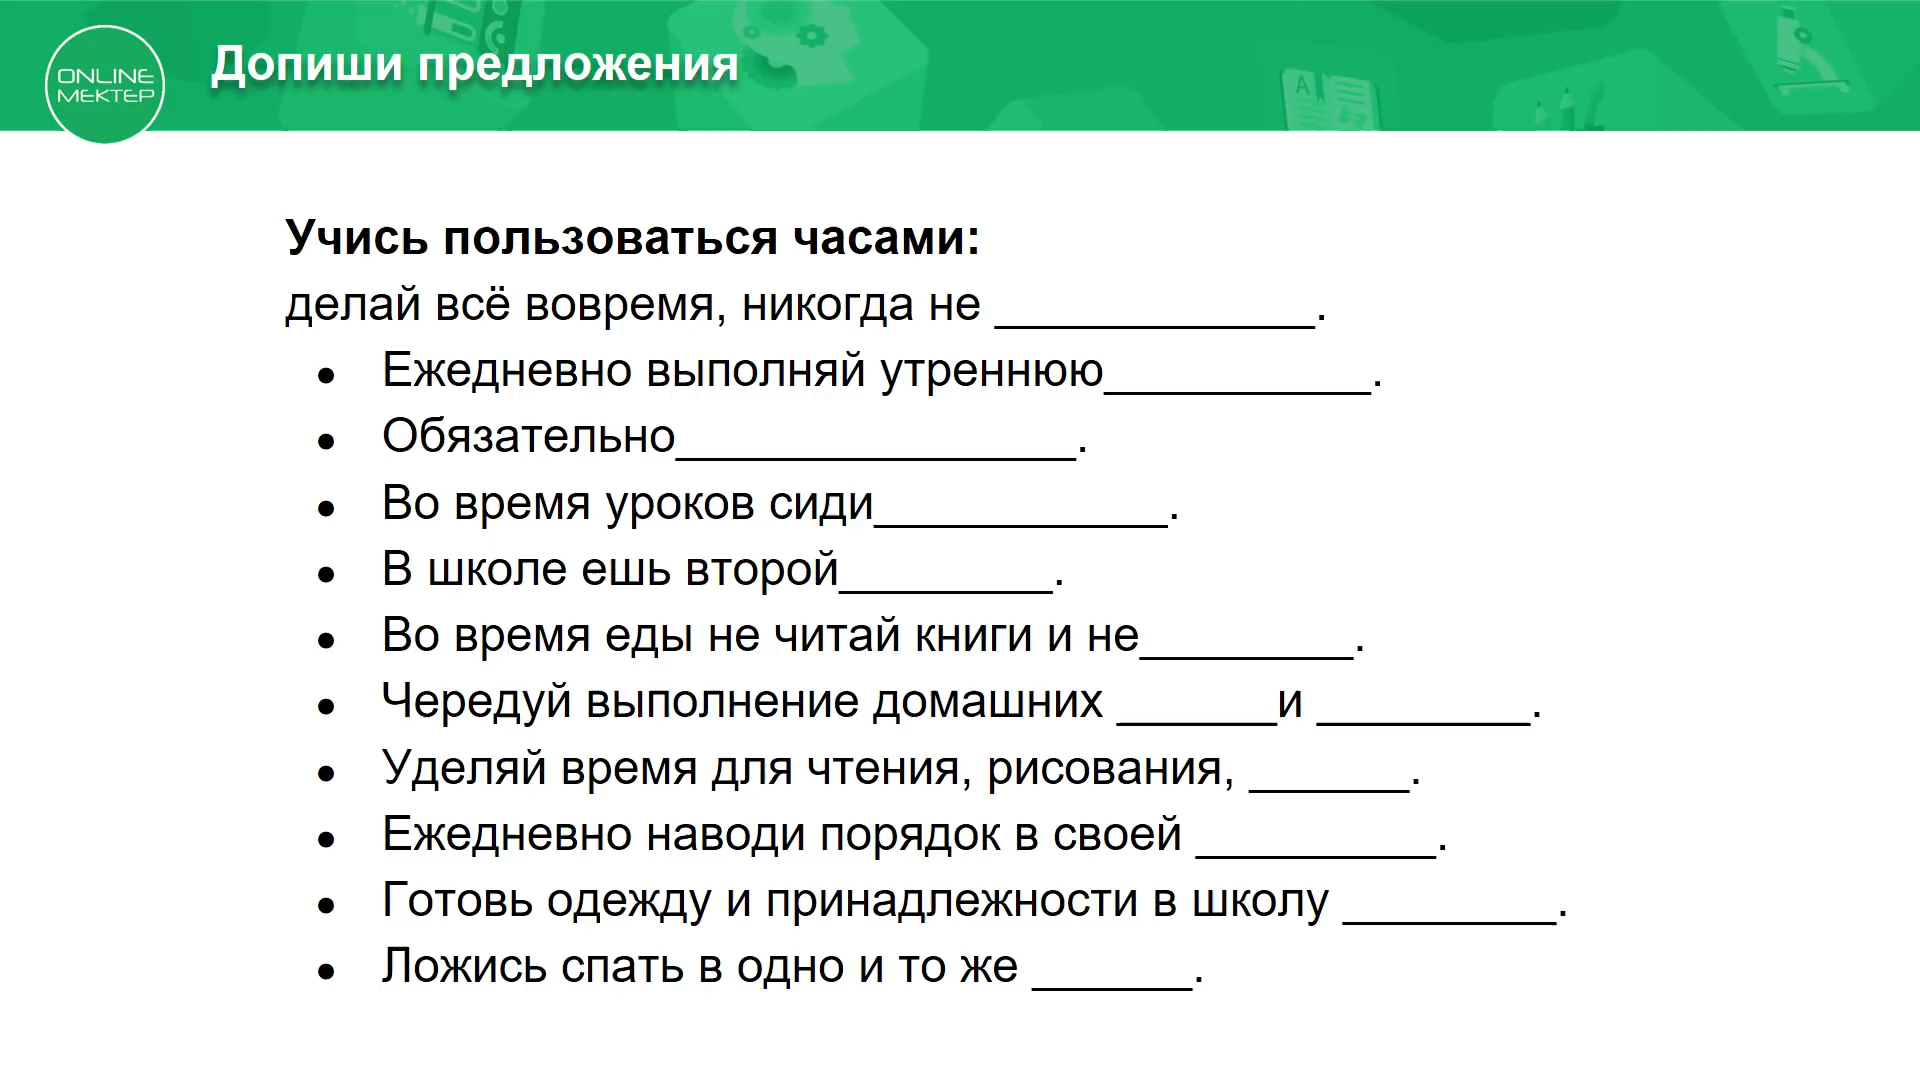 ONLINE
МЕКТЕР
Допиши предложения
Учись пользоваться часами:
делай всё вовремя, никогда не ____________.
● Ежедневно выполняй утреннюю__________.
● Обязательно_______________.
● Во время уроков сиди___________.
● В школе ешь второй________.
● Во время еды не читай книги и не________.
● Чередуй выполнение домашних ______и ________.
● Уделяй время для чтения, рисования, ______.
● Ежедневно наводи порядок в своей _________.
● Готовь одежду и принадлежности в школу ________.
● Ложись спать в одно и то же ______.